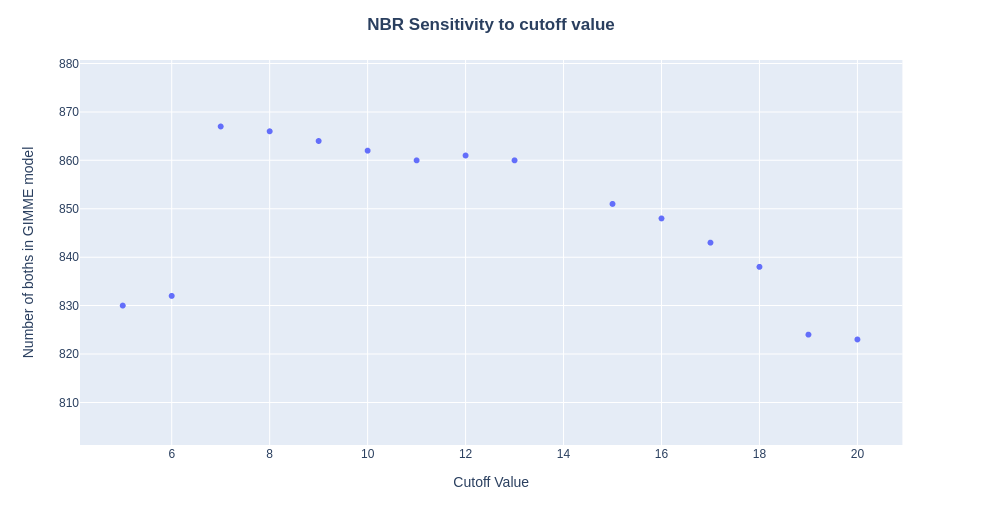 NBR Sensitivity to cutoff value
Number of boths in GIMME model
880
870
860
850
840
830
820
810
6 8 10 12 14 16 18 20
Cutoff Value